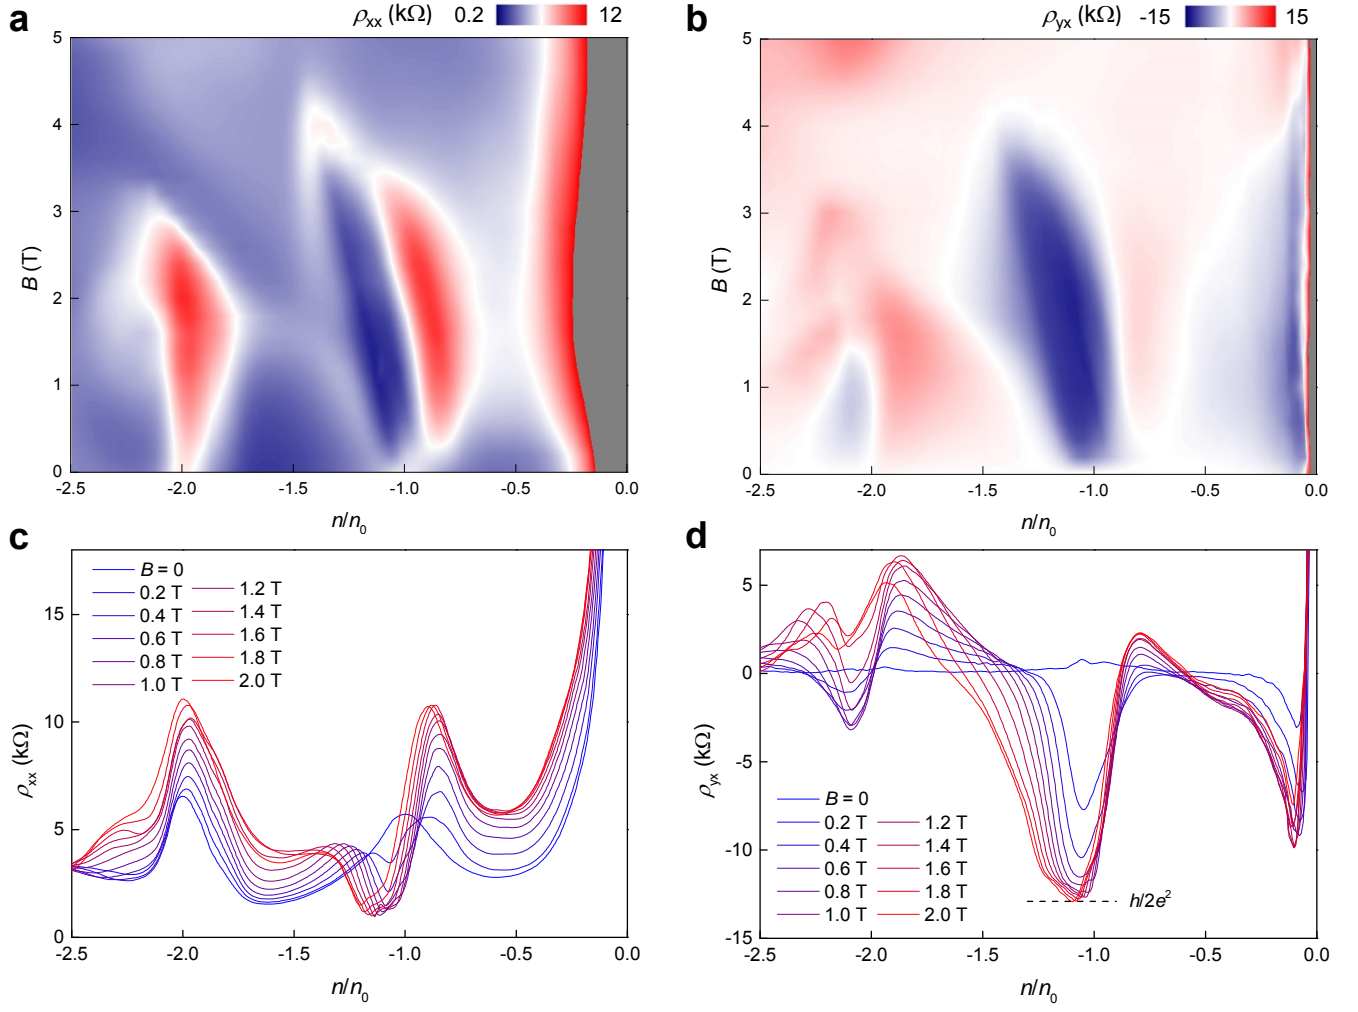 a
ρxx (kΩ) 0.2 12
5
4
3
2
1
0
B (T)
-2.5 -2.0 -1.5 -1.0 -0.5 0.0
n/n0
b
ρyx (kΩ) -15 15
5
4
3
2
1
0
B (T)
-2.5 -2.0 -1.5 -1.0 -0.5 0.0
n/n0
c
B = 0
0.2 T
0.4 T
0.6 T
0.8 T
1.0 T
1.2 T
1.4 T
1.6 T
1.8 T
2.0 T
15
10
5
0
ρxx (kΩ)
-2.5 -2.0 -1.5 -1.0 -0.5 0.0
n/n0
d
5
0
-5
-10
-15
ρyx (kΩ)
B = 0
0.2 T
0.4 T
0.6 T
0.8 T
1.0 T
1.2 T
1.4 T
1.6 T
1.8 T
2.0 T
h/2e²
-2.5 -2.0 -1.5 -1.0 -0.5 0.0
n/n0